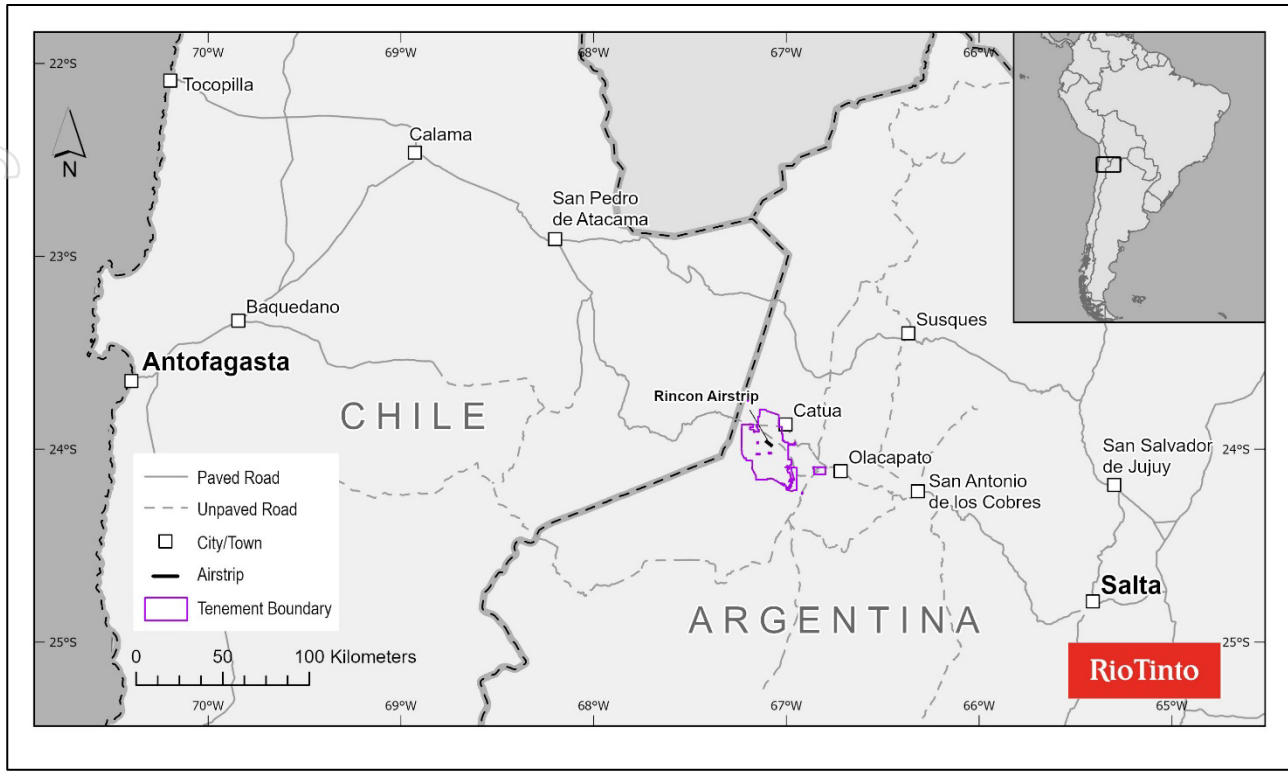 70°W 69°W 68°W 67°W 66°W
22°S
Tocopilla
Calama
N
San Pedro
de Atacama
23°S
23°S
Baquedano
Susques
Antofagasta
Rincon Airstrip
CHILE
Catua
24°S
24°S
Olacapato
San Salvador
de Jujuy
San Antonio
de los Cobres
Paved Road
Unpaved Road
City/Town
Airstrip
Tenement Boundary
Salta
ARGENTINA
25°S
25°S
0 50 100 Kilometers
RioTinto
70°W 69°W 68°W 67°W 66°W 65°W